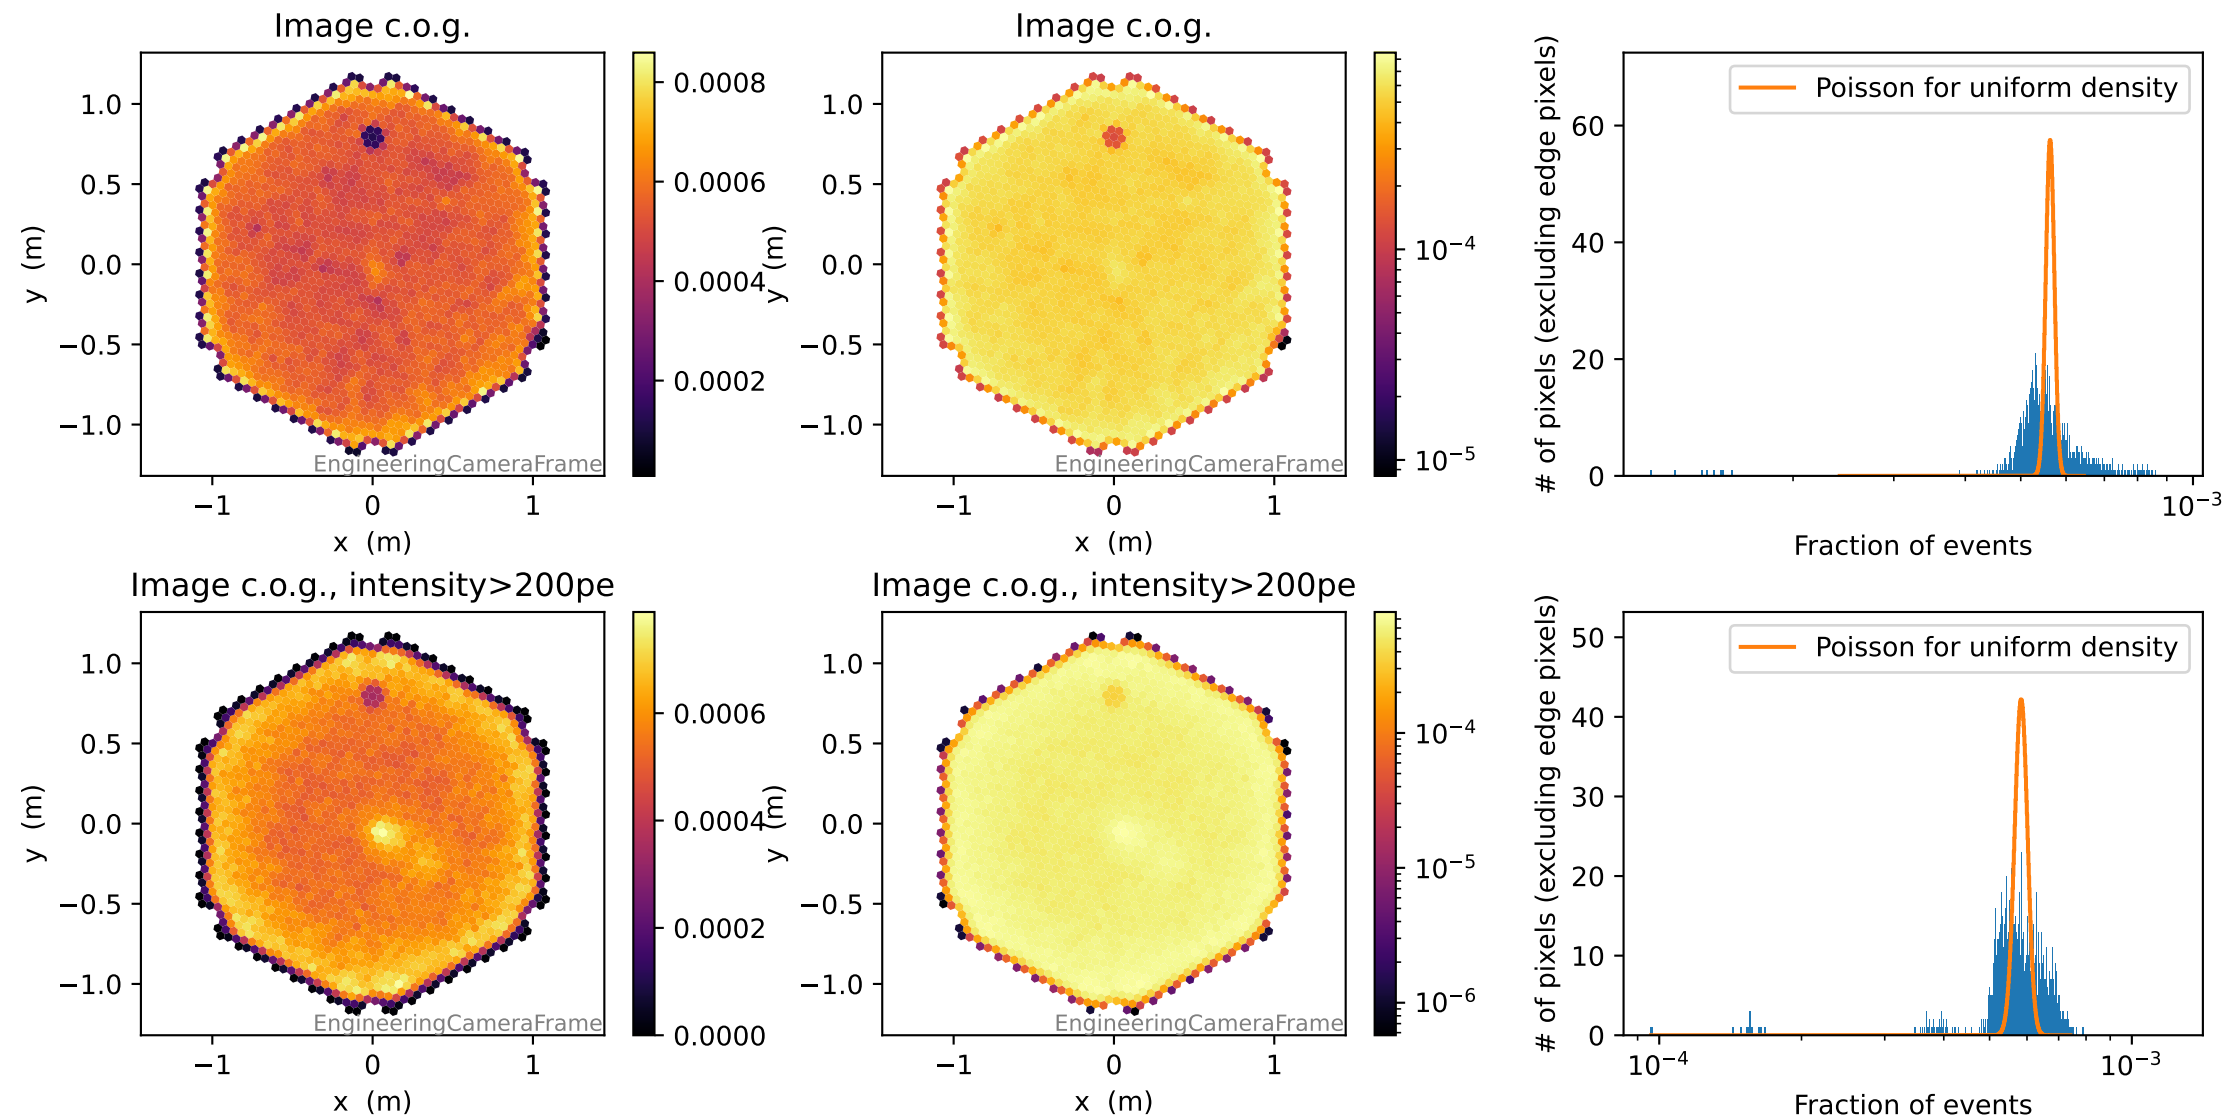 Image c.o.g.
1.0
0.5
0.0
−0.5
−1.0
y (m)
−1
0
1
x (m)
EngineeringCameraFrame
0.0008
0.0006
0.0004
0.0002
Image c.o.g.
1.0
0.5
0.0
−0.5
−1.0
y (m)
−1
0
1
x (m)
EngineeringCameraFrame
10⁻⁴
10⁻⁵
# of pixels (excluding edge pixels)
60
40
20
0
Poisson for uniform density
10⁻³
Fraction of events
Image c.o.g., intensity>200pe
1.0
0.5
0.0
−0.5
−1.0
y (m)
−1
0
1
x (m)
EngineeringCameraFrame
0.0006
0.0004
0.0002
0.0000
Image c.o.g., intensity>200pe
1.0
0.5
0.0
−0.5
−1.0
y (m)
−1
0
1
x (m)
EngineeringCameraFrame
10⁻⁴
10⁻⁵
10⁻⁶
# of pixels (excluding edge pixels)
50
40
30
20
10
0
Poisson for uniform density
10⁻⁴
10⁻³
Fraction of events